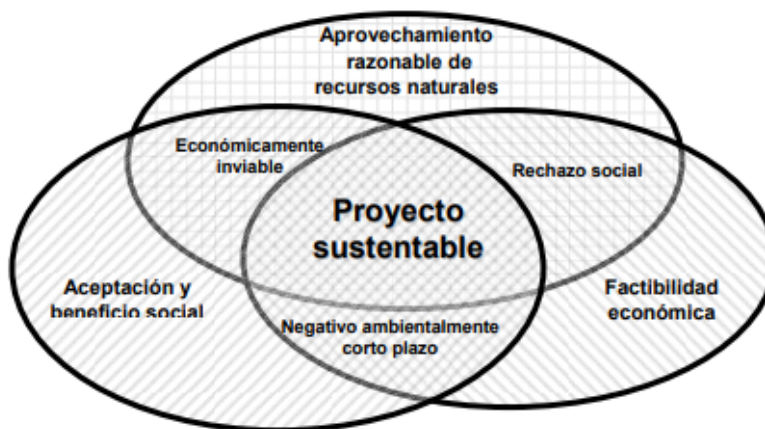 Aprovechamiento
razonable de
recursos naturales
Económicamente
inviable
Rechazo social
Proyecto
sustentable
Aceptación y
beneficio social
Factibilidad
económica
Negativo ambientalmente
corto plazo